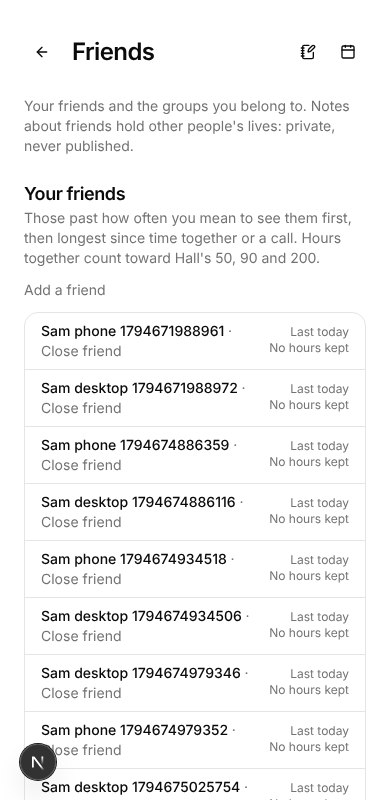 Friends
Your friends and the groups you belong to. Notes
about friends hold other people's lives: private,
never published.
Your friends
Those past how often you mean to see them first,
then longest since time together or a call. Hours
together count toward Hall's 50, 90 and 200.
Add a friend
Sam phone 1794671988961 · Last today
Close friend No hours kept
Sam desktop 1794671988972 · Last today
Close friend No hours kept
Sam phone 1794674886359 · Last today
Close friend No hours kept
Sam desktop 1794674886116 · Last today
Close friend No hours kept
Sam phone 1794674934518 · Last today
Close friend No hours kept
Sam desktop 1794674934506 · Last today
Close friend No hours kept
Sam desktop 1794674979346 · Last today
Close friend No hours kept
Sam phone 1794674979352 · Last today
Close friend No hours kept
Sam desktop 1794675025754 · Last today
N